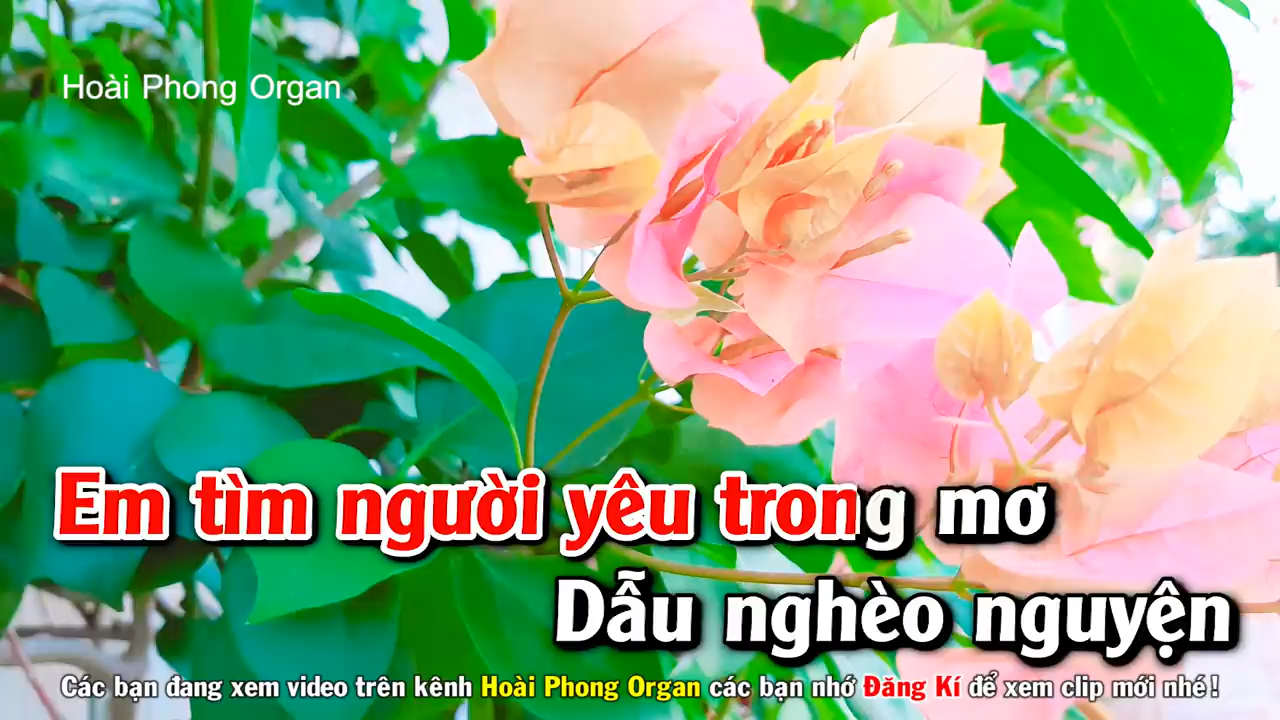 Hoài Phong Organ
Em tìm người yêu trong mơ
Dẫu nghèo nguyện
Các bạn đang xem video trên kênh Hoài Phong Organ các bạn nhớ Đăng Kí để xem clip mới nhé!